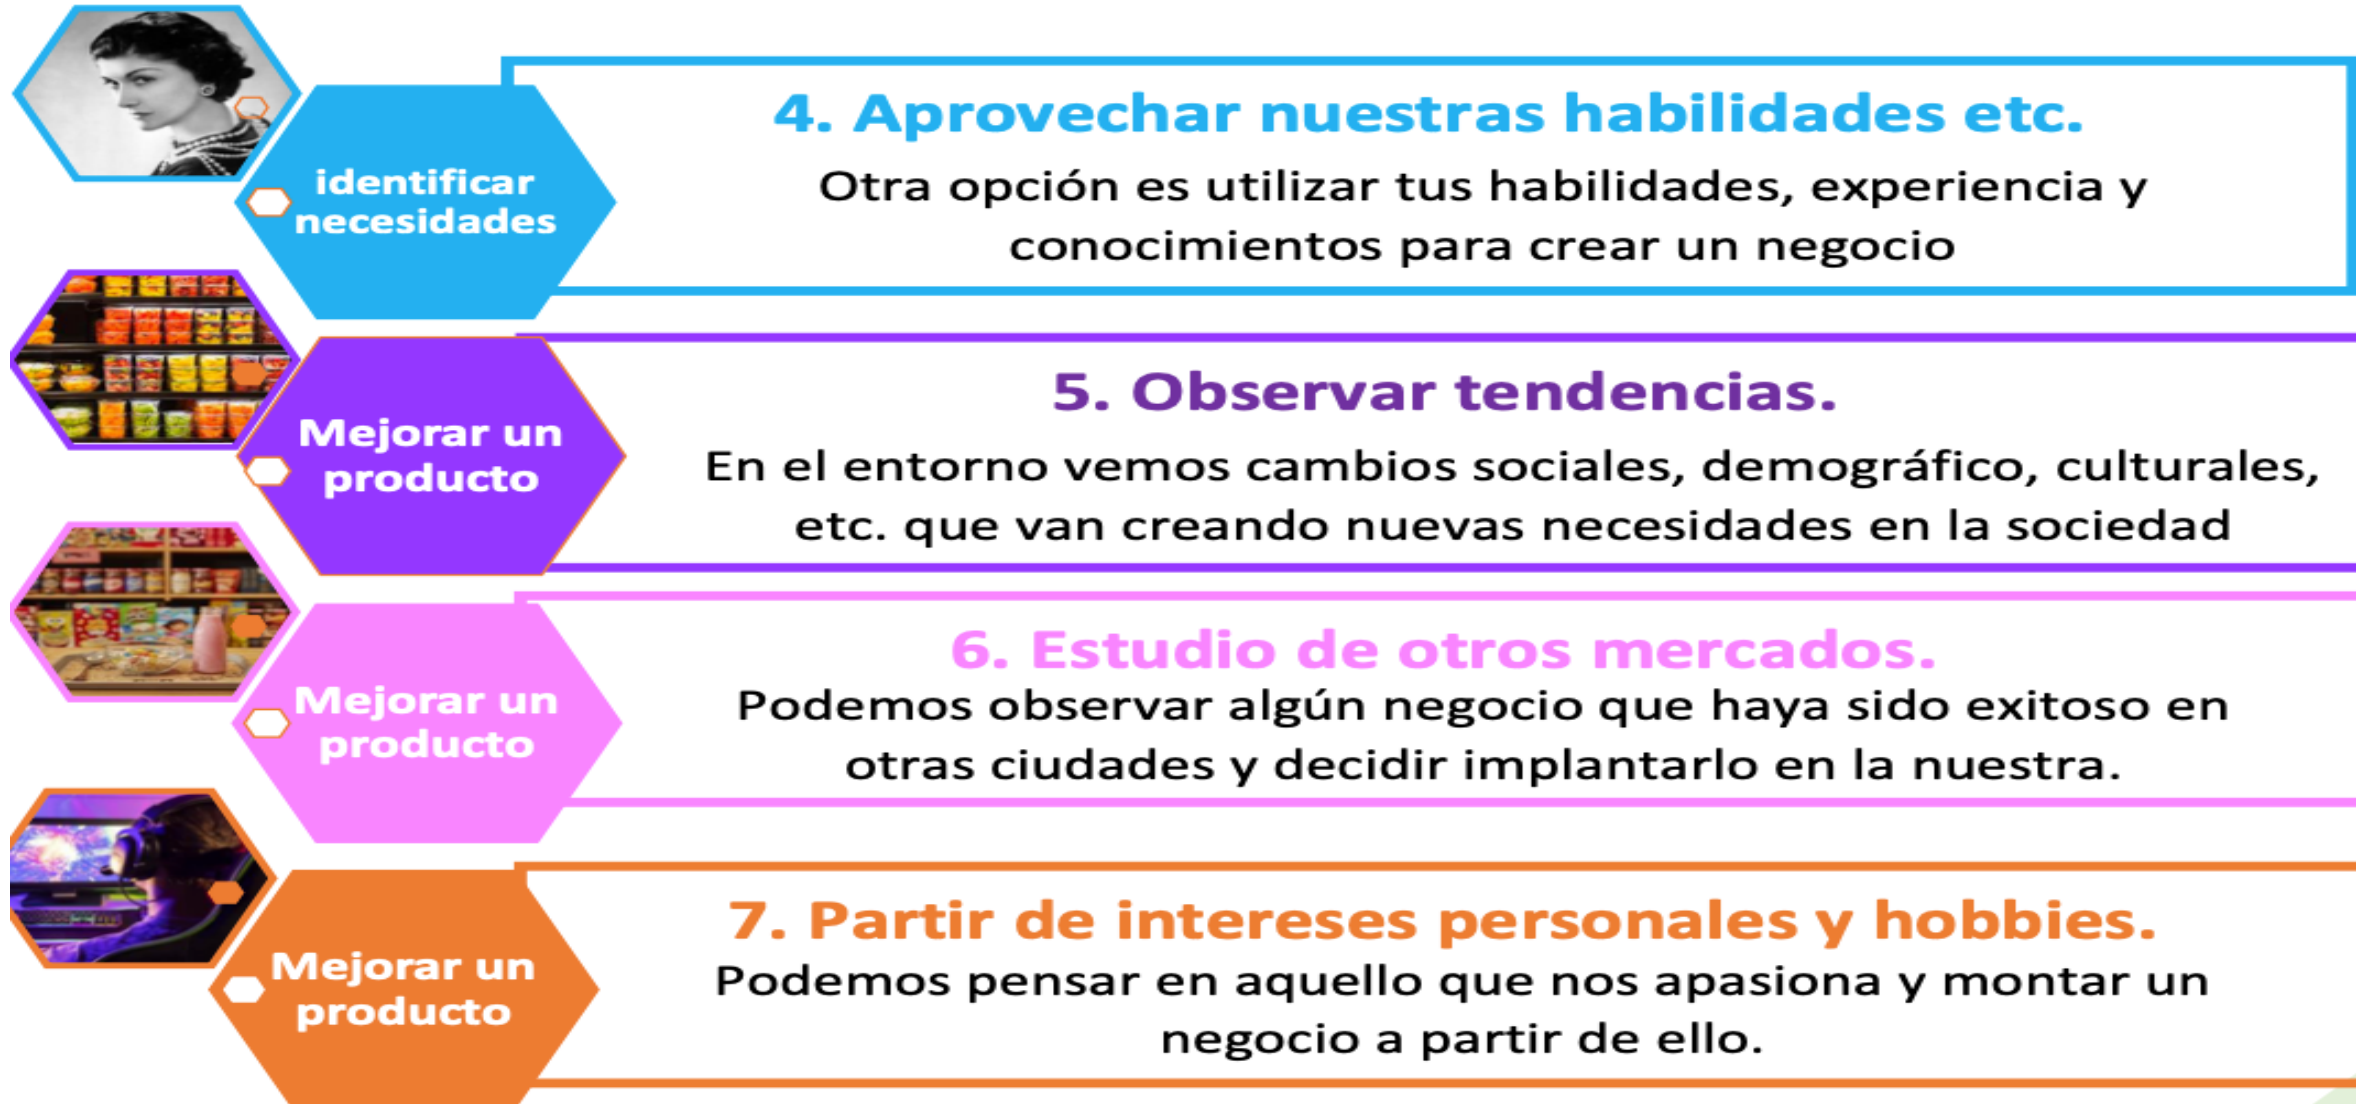 identificar
necesidades
4. Aprovechar nuestras habilidades etc.
Otra opción es utilizar tus habilidades, experiencia y
conocimientos para crear un negocio
Mejorar un
producto
5. Observar tendencias.
En el entorno vemos cambios sociales, demográfico, culturales,
etc. que van creando nuevas necesidades en la sociedad
Mejorar un
producto
6. Estudio de otros mercados.
Podemos observar algún negocio que haya sido exitoso en
otras ciudades y decidir implantarlo en la nuestra.
Mejorar un
producto
7. Partir de intereses personales y hobbies.
Podemos pensar en aquello que nos apasiona y montar un
negocio a partir de ello.